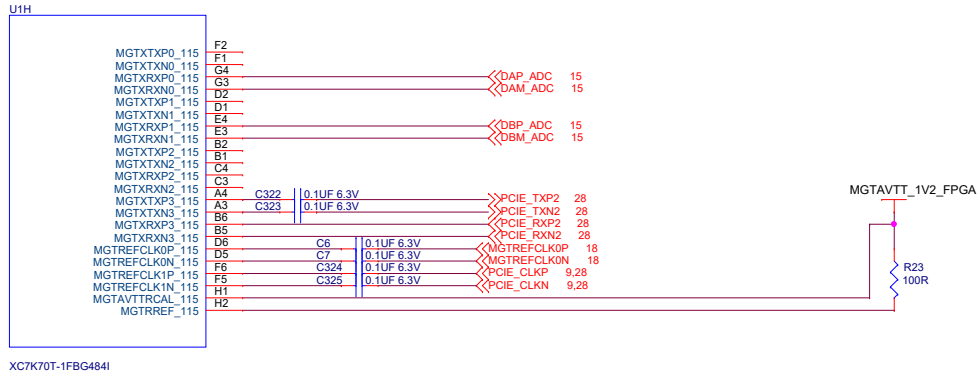 U1H
MGTXTXP0_115 F2
MGTXTXN0_115 F1
MGTXRXP0_115 G4 DAP_ADC 15
MGTXRXN0_115 G3 DAM_ADC 15
MGTXTXP1_115 D2
MGTXTXN1_115 D1
MGTXRXP1_115 E4 DBP_ADC 15
MGTXRXN1_115 E3 DBM_ADC 15
MGTXTXP2_115 B2
MGTXTXN2_115 B1
MGTXRXP2_115 C4
MGTXRXN2_115 C3
MGTXTXP3_115 A4 C322 0.1UF 6.3V PCIE_TXP2 28
MGTXTXN3_115 A3 C323 0.1UF 6.3V PCIE_TXN2 28
MGTXRXP3_115 B6 PCIE_RXP2 28
MGTXRXN3_115 B5 PCIE_RXN2 28
MGTREFCLK0P_115 D6 C6 0.1UF 6.3V MGTREFCLK0P 18
MGTREFCLK0N_115 D5 C7 0.1UF 6.3V MGTREFCLK0N 18
MGTREFCLK1P_115 F6 C324 0.1UF 6.3V PCIE_CLKP 9,28
MGTREFCLK1N_115 F5 C325 0.1UF 6.3V PCIE_CLKN 9,28
MGTAVTTRCAL_115 H1
MGTRREF_115 H2
MGTAVTT_1V2_FPGA
R23
100R
XC7K70T-1FBG484I